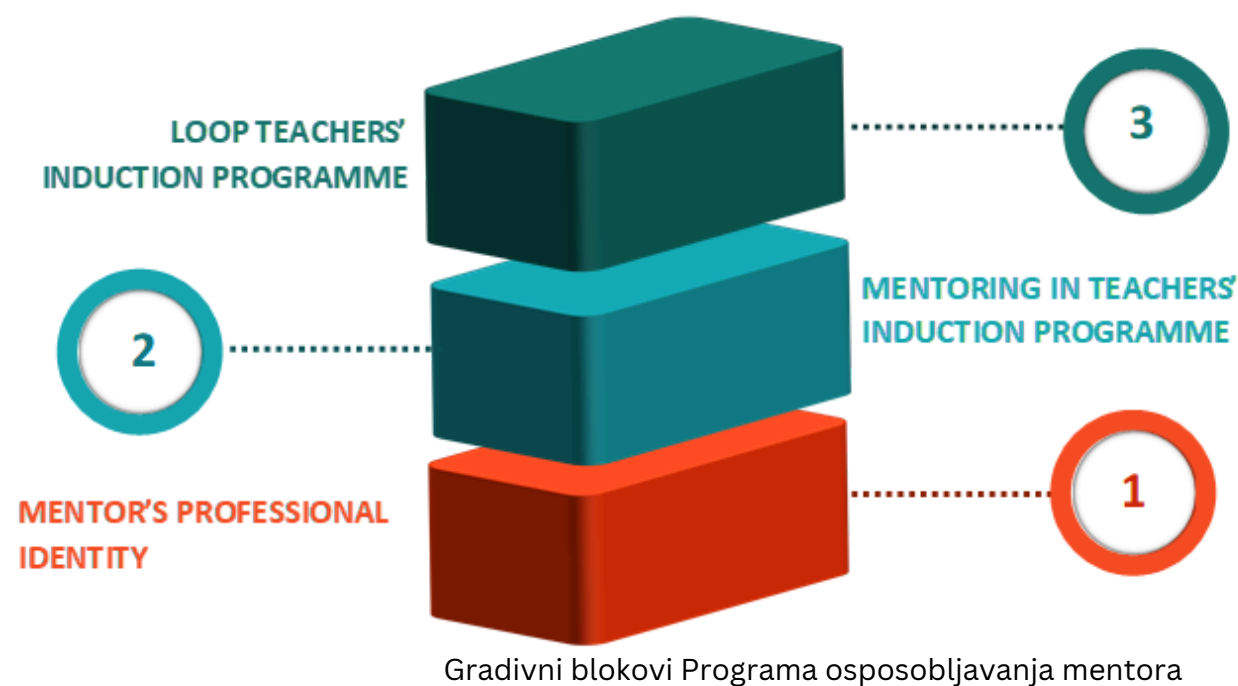 LOOP TEACHERS’
INDUCTION PROGRAMME
3
2
MENTORING IN TEACHERS’
INDUCTION PROGRAMME
MENTOR’S PROFESSIONAL
IDENTITY
1
Gradivni blokovi Programa osposobljavanja mentora